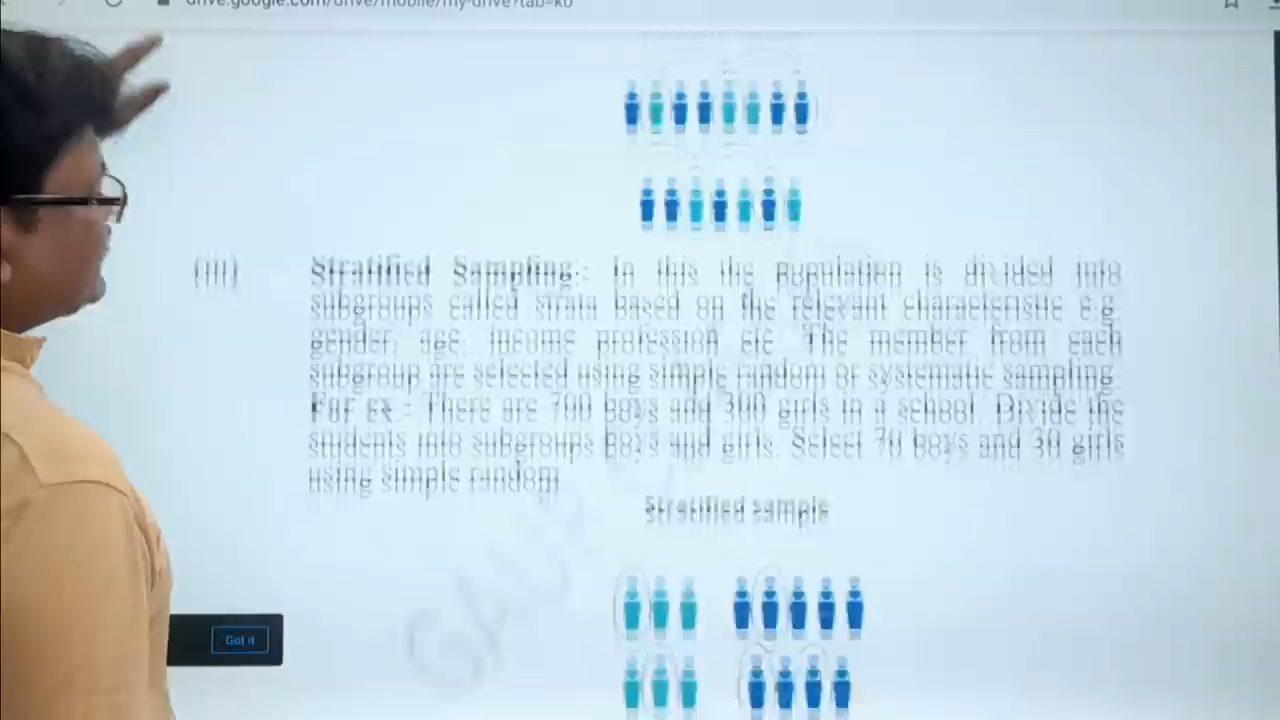 drive.google.com/drive/mobile/my-drive?tab=ko
(III) Stratified Sampling:- In this the population is divided into
subgroups called strata based on the relevant characteristic e.g.
gender, age, income profession etc. The member from each
subgroup are selected using simple random or systematic sampling.
For ex.- There are 700 boys and 300 girls in a school. Divide the
students into subgroups boys and girls. Select 70 boys and 30 girls
using simple random
Stratified sample
Got it